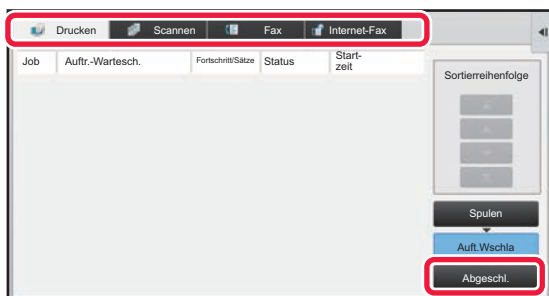 Drucken Scannen Fax Internet-Fax
Job Auftr.-Wartesch. Fortschritt/Sätze Status Start-
zeit
Sortierreihenfolge
Spulen
Auft.Wschla
Abgeschl.